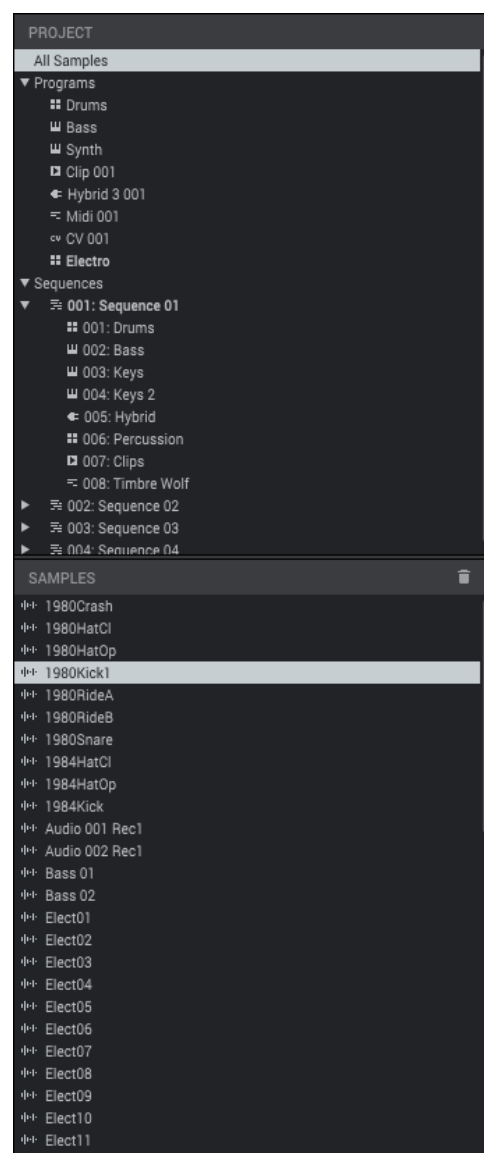 PROJECT
All Samples
Programs
Drums
Bass
Synth
Clip 001
Hybrid 3 001
Midi 001
CV CV 001
Electro
Sequences
001: Sequence 01
001: Drums
002: Bass
003: Keys
004: Keys 2
005: Hybrid
006: Percussion
007: Clips
008: Timbre Wolf
002: Sequence 02
003: Sequence 03
004: Sequence 04
SAMPLES
1980Crash
1980HatCl
1980HatOp
1980Kick1
1980RideA
1980RideB
1980Snare
1984HatCl
1984HatOp
1984Kick
Audio 001 Rec1
Audio 002 Rec1
Bass 01
Bass 02
Elect01
Elect02
Elect03
Elect04
Elect05
Elect06
Elect07
Elect08
Elect09
Elect10
Elect11